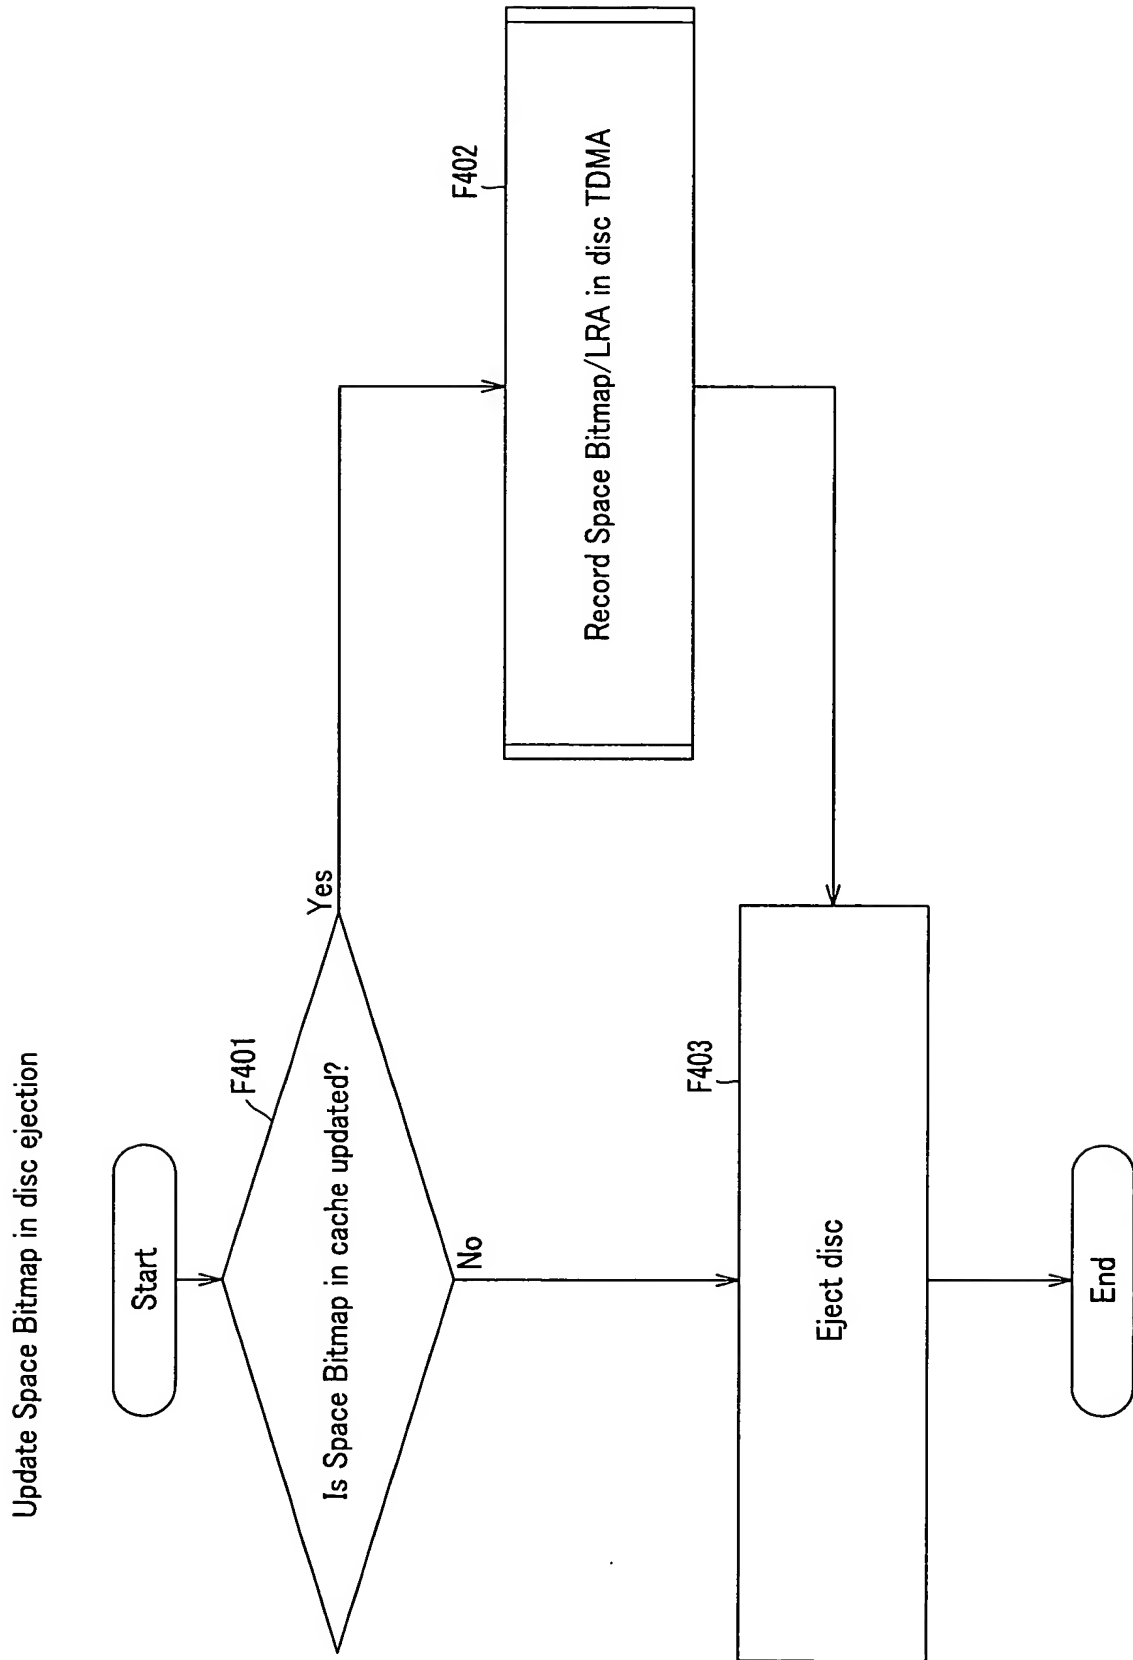 Update Space Bitmap in disc ejection
Start
F401
Is Space Bitmap in cache updated?
Yes
No
F402
Record Space Bitmap/LRA in disc TDMA
F403
Eject disc
End